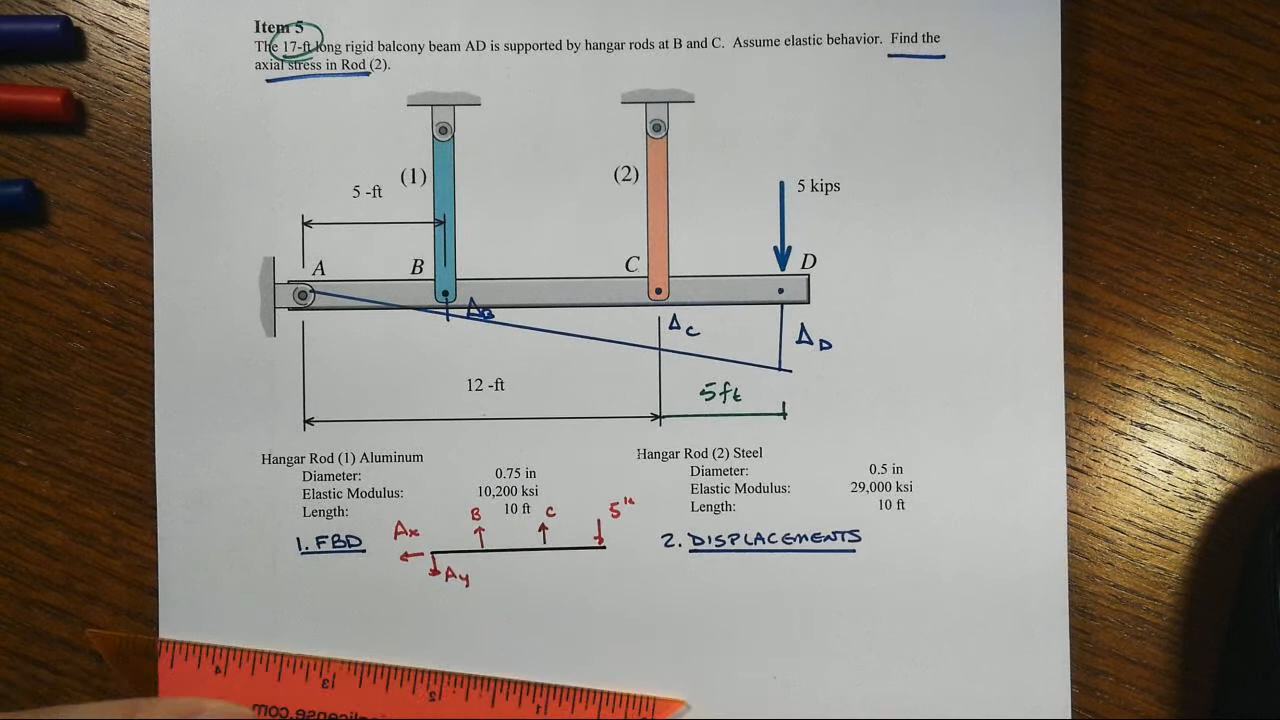 Item 5
The 17-ft long rigid balcony beam AD is supported by hangar rods at B and C.  Assume elastic behavior.  Find the
axial stress in Rod (2).
(1)
(2)
5 kips
5 -ft
A
B
C
D
ΔB
ΔC
ΔD
12 -ft
5ft
Hangar Rod (1) Aluminum
Diameter: 0.75 in
Elastic Modulus: 10,200 ksi
Length: 10 ft
Hangar Rod (2) Steel
Diameter: 0.5 in
Elastic Modulus: 29,000 ksi
Length: 10 ft
1. FBD
Ax
Ay
B
C
5ᵏ
2. DISPLACEMENTS